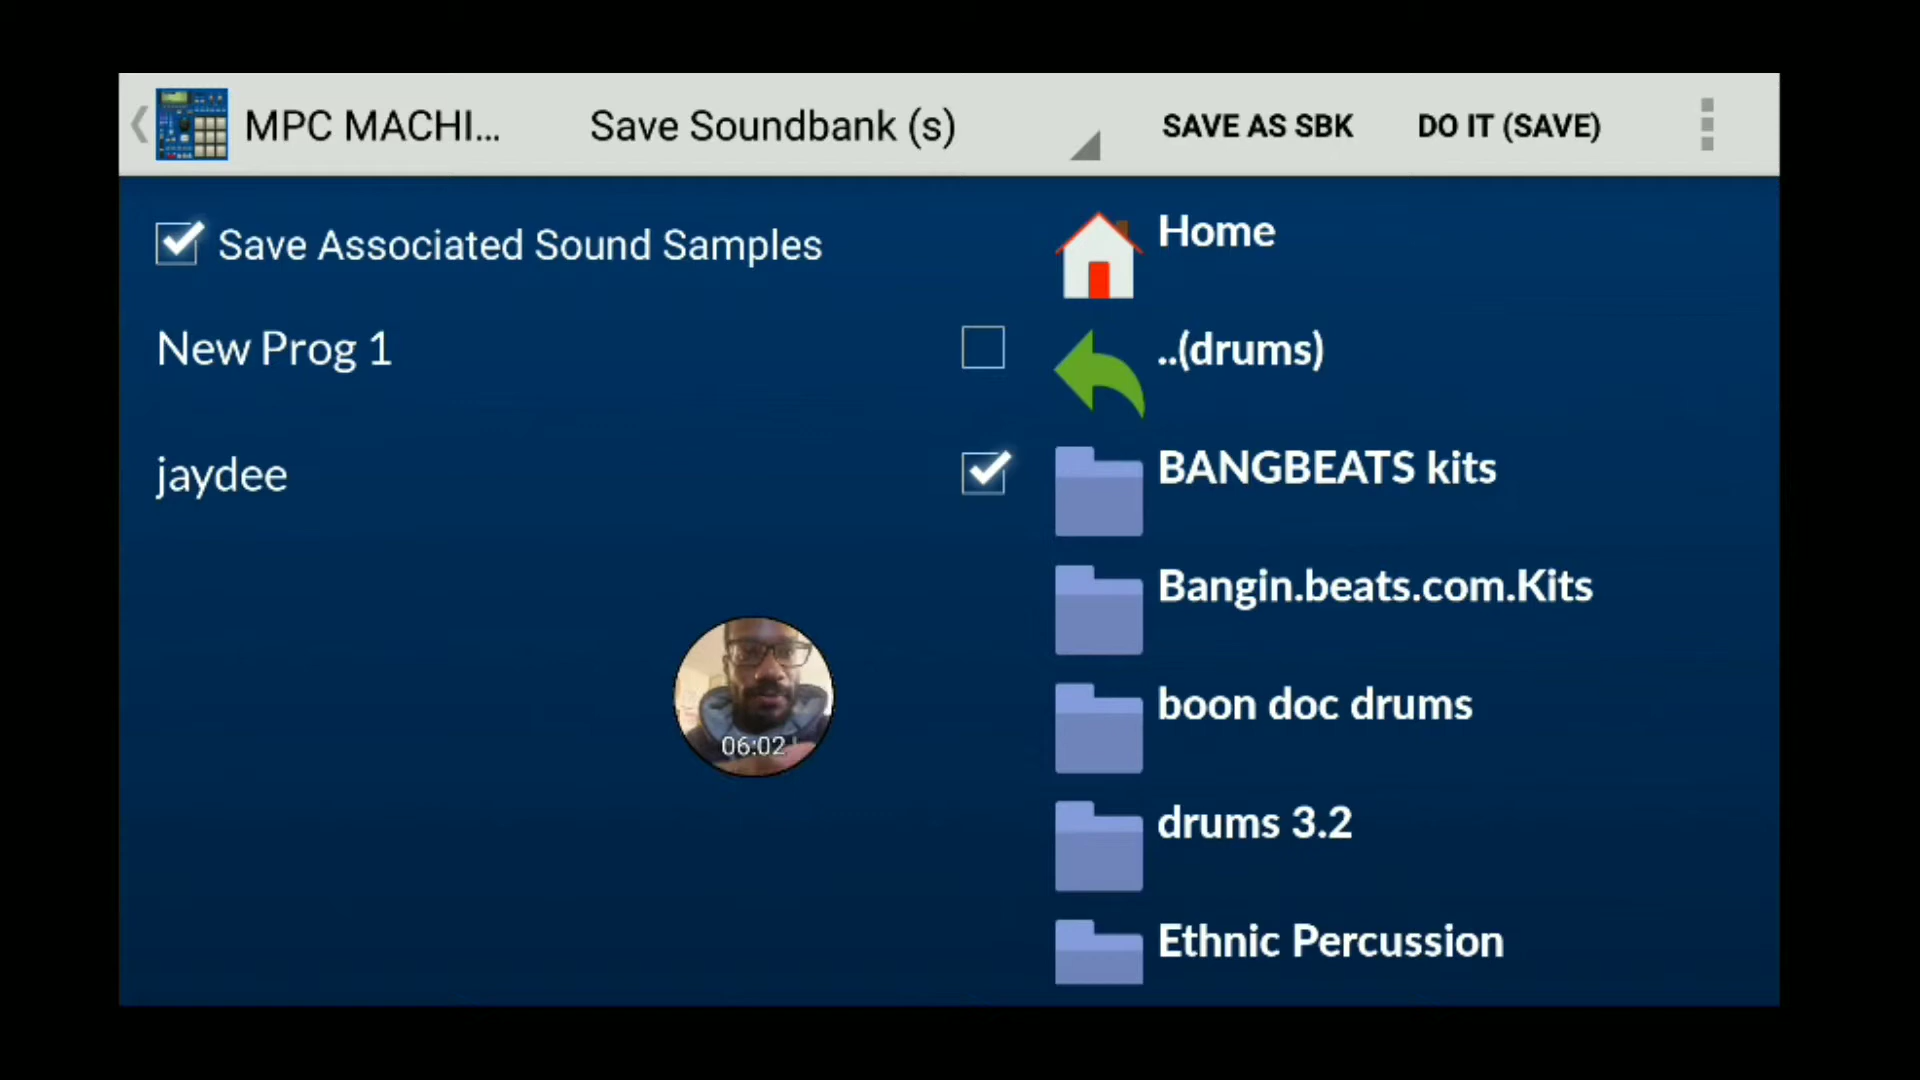 MPC MACHI...
Save Soundbank (s)
SAVE AS SBK
DO IT (SAVE)
Save Associated Sound Samples
New Prog 1
jaydee
06:02
Home
..(drums)
BANGBEATS kits
Bangin.beats.com.Kits
boon doc drums
drums 3.2
Ethnic Percussion